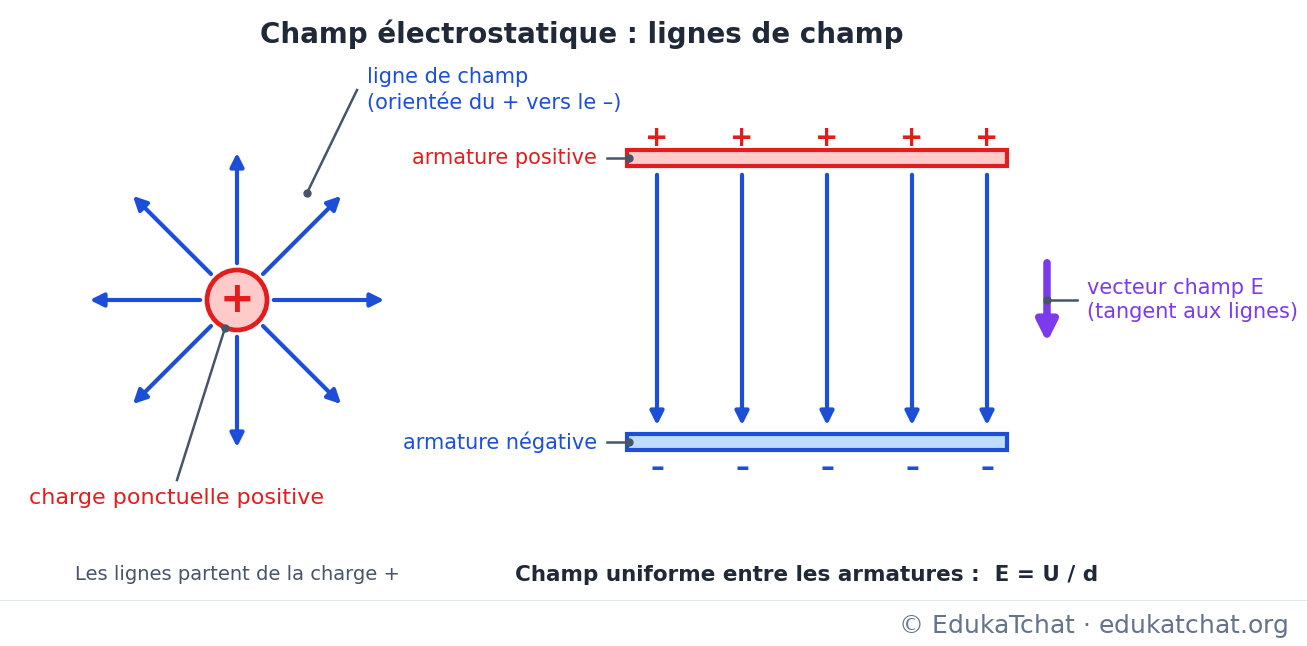 Champ électrostatique : lignes de champ
ligne de champ
(orientée du + vers le –)
+ + + + +
armature positive
+
vecteur champ E
(tangent aux lignes)
armature négative
– – – – –
charge ponctuelle positive
Les lignes partent de la charge +
Champ uniforme entre les armatures : E = U / d
© EdukaTchat · edukatchat.org